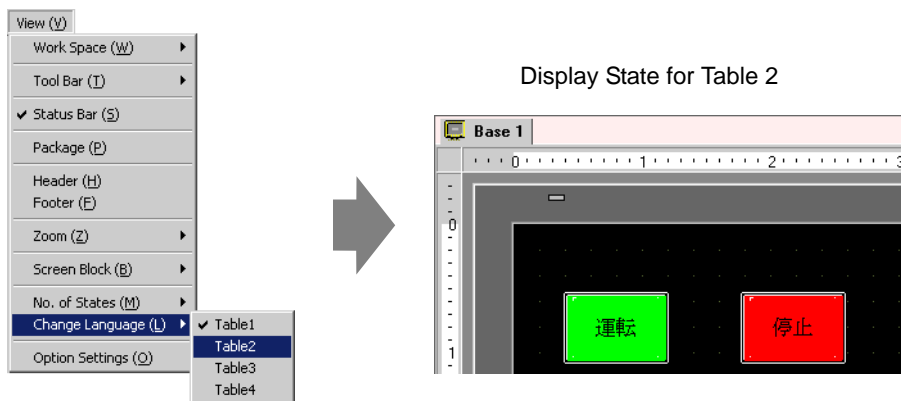 View (V)
Work Space (W)
Tool Bar (T)
Status Bar (S)
Package (P)
Header (H)
Footer (F)
Zoom (Z)
Screen Block (B)
No. of States (M)
Change Language (L)
Option Settings (O)
Table1
Table2
Table3
Table4
Display State for Table 2
Base 1
0 1 2 3
0
1
運転
停止